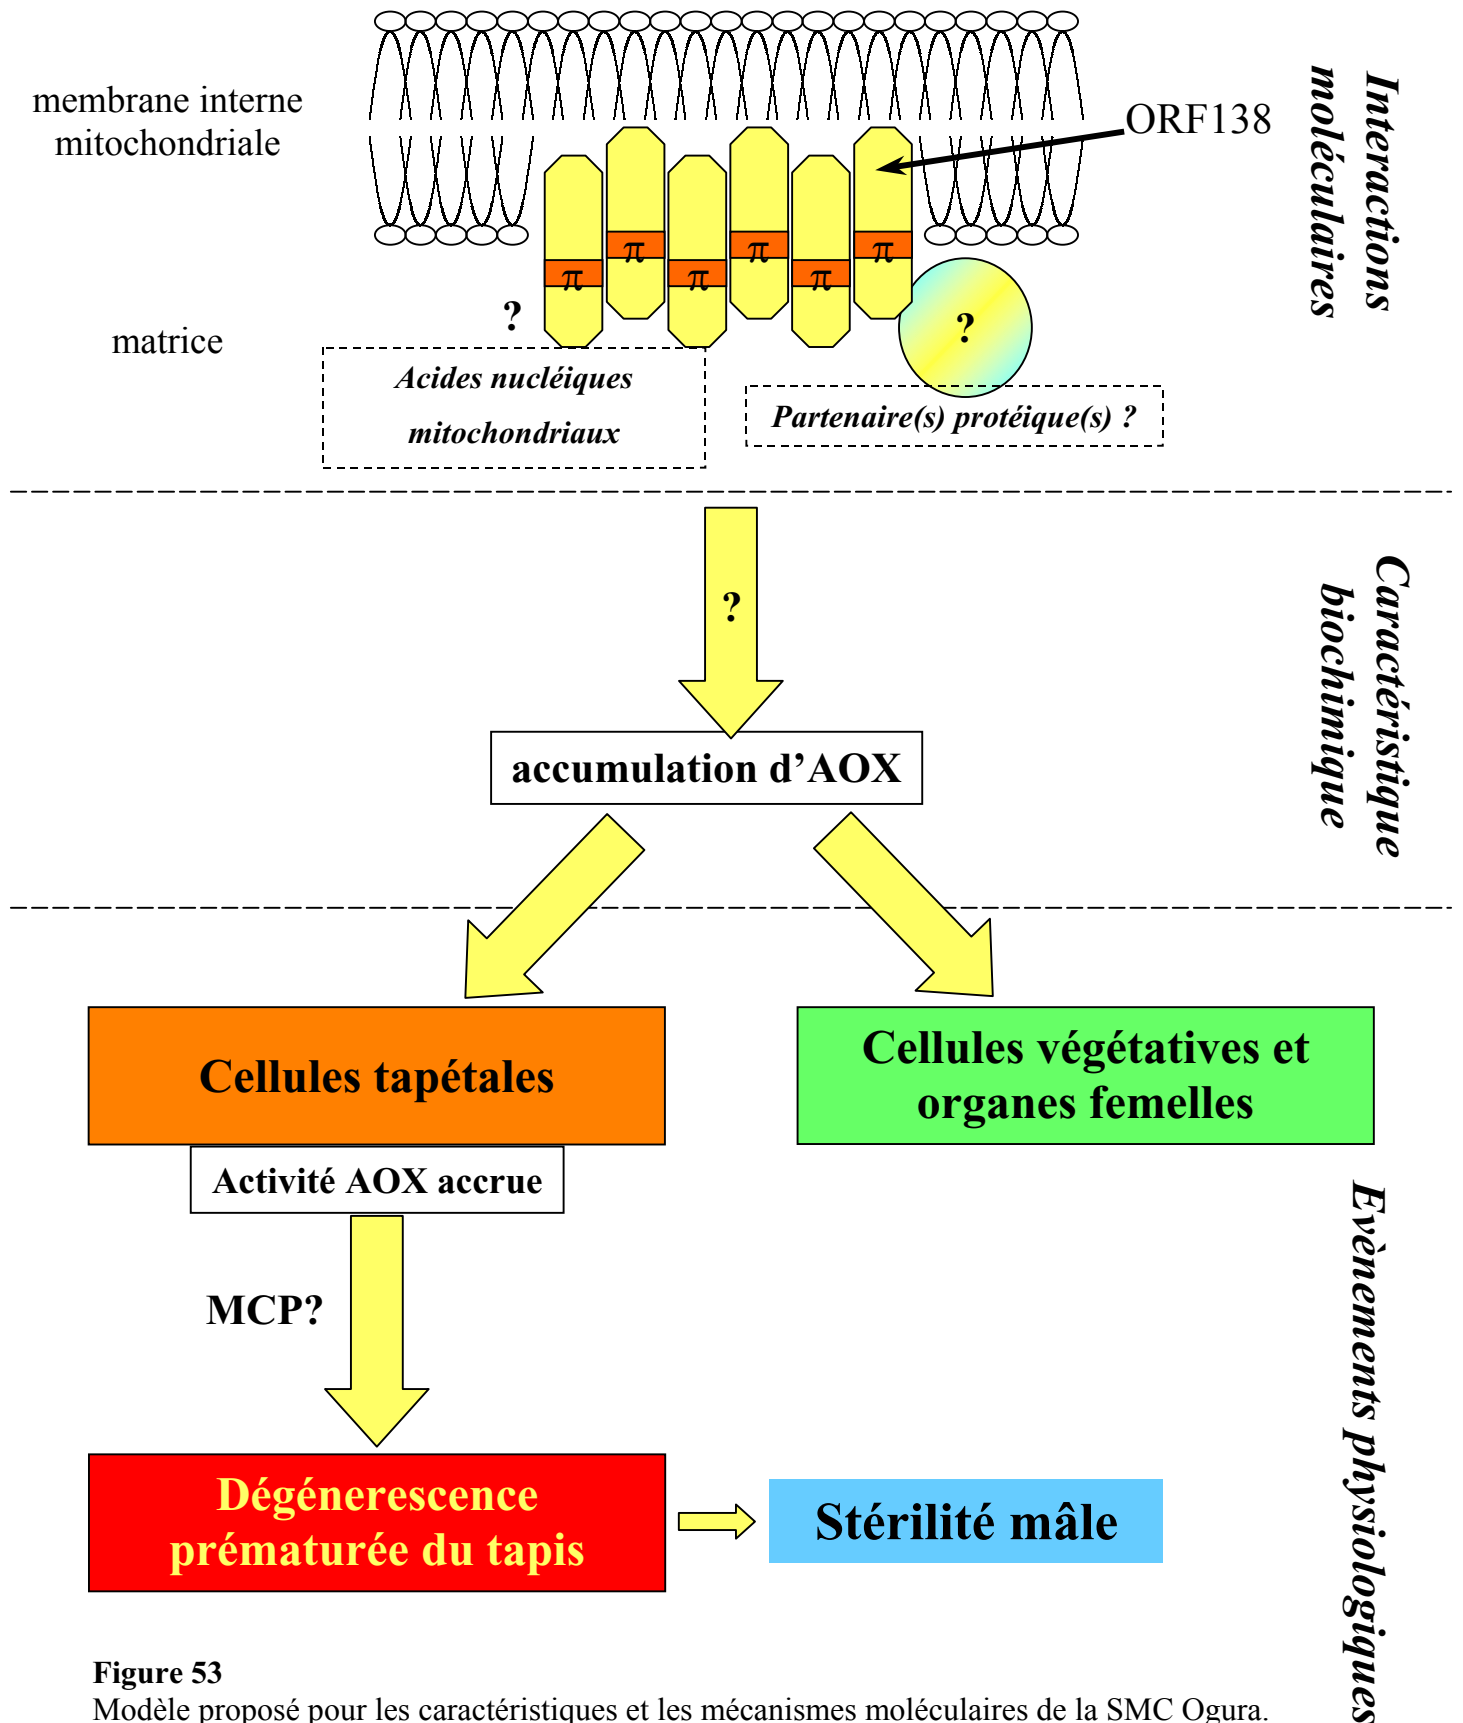 membrane interne
mitochondriale
ORF138
Interactions
moléculaires
π
π
π
π
π
π
?
?
matrice
Acides nucléiques
mitochondriaux
Partenaire(s) protéique(s) ?
?
Caractéristique
biochimique
accumulation d’AOX
Cellules tapétales
Cellules végétatives et
organes femelles
Activité AOX accrue
MCP?
Evènements physiologiques
Dégénerescence
prématurée du tapis
Stérilité mâle
Figure 53
Modèle proposé pour les caractéristiques et les mécanismes moléculaires de la SMC Ogura.